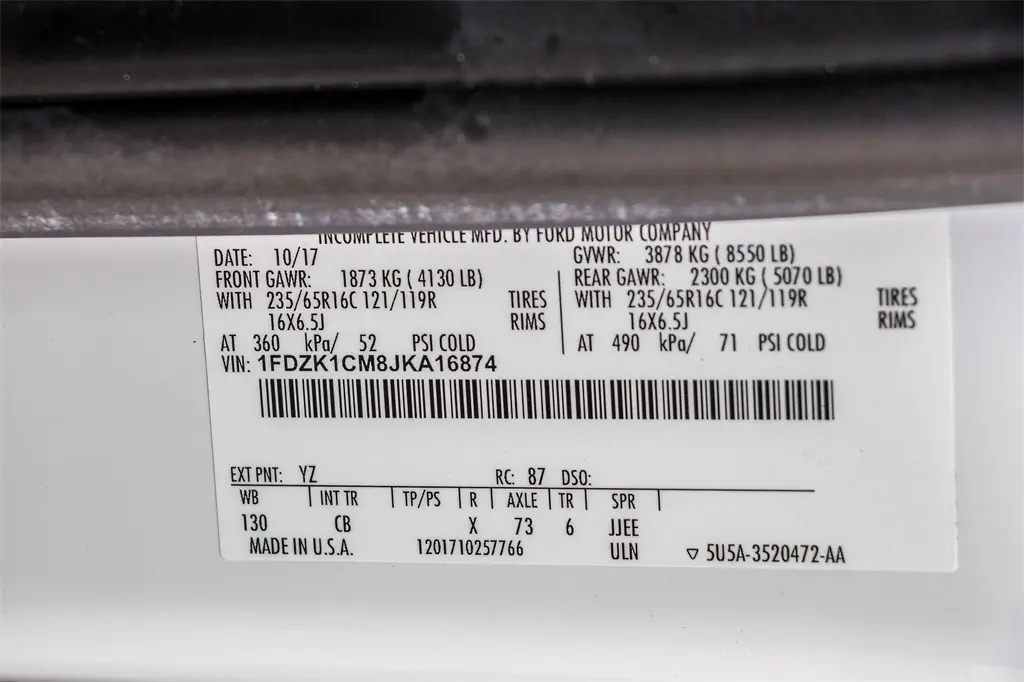 INCOMPLETE VEHICLE MFD. BY FORD MOTOR COMPANY
DATE: 10/17 GVWR: 3878 KG ( 8550 LB)
FRONT GAWR: 1873 KG ( 4130 LB) REAR GAWR: 2300 KG ( 5070 LB)
WITH 235/65R16C 121/119R TIRES WITH 235/65R16C 121/119R TIRES
16X6.5J RIMS 16X6.5J RIMS
AT 360 kPa/ 52 PSI COLD AT 490 kPa/ 71 PSI COLD
VIN: 1FDZK1CM8JKA16874
EXT PNT: YZ RC: 87 DSO:
WB INT TR TP/PS R AXLE TR SPR
130 CB X 73 6 JJEE
MADE IN U.S.A. 1201710257766 ULN ▽ 5U5A-3520472-AA